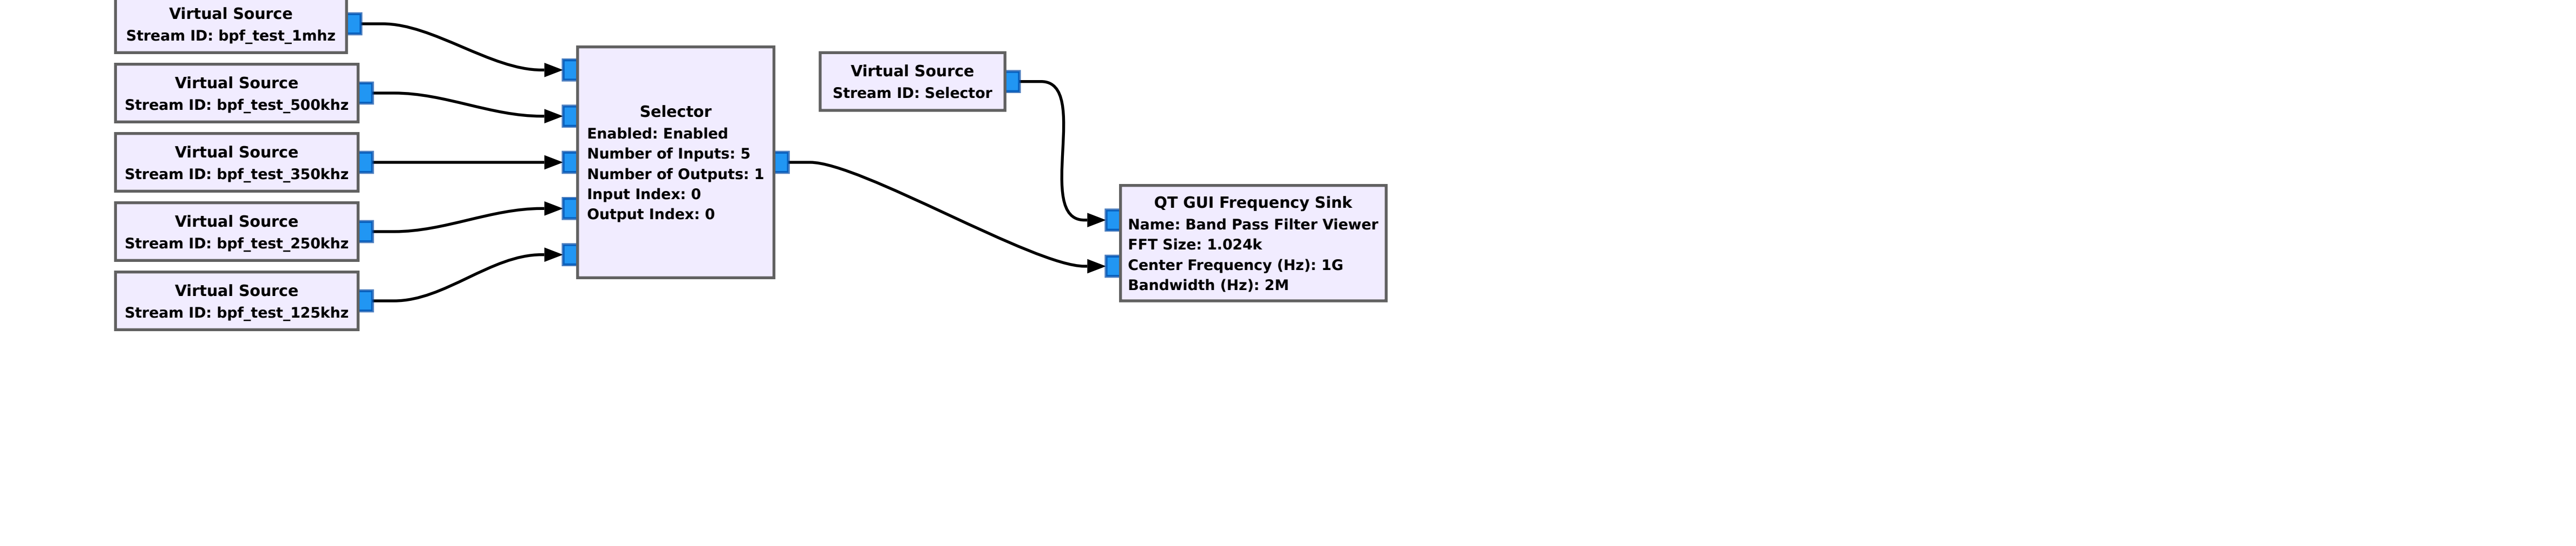 Virtual Source
Stream ID: bpf_test_1mhz
Virtual Source
Stream ID: bpf_test_500khz
Virtual Source
Stream ID: bpf_test_350khz
Virtual Source
Stream ID: bpf_test_250khz
Virtual Source
Stream ID: bpf_test_125khz
Selector
Enabled: Enabled
Number of Inputs: 5
Number of Outputs: 1
Input Index: 0
Output Index: 0
Virtual Source
Stream ID: Selector
QT GUI Frequency Sink
Name: Band Pass Filter Viewer
FFT Size: 1.024k
Center Frequency (Hz): 1G
Bandwidth (Hz): 2M